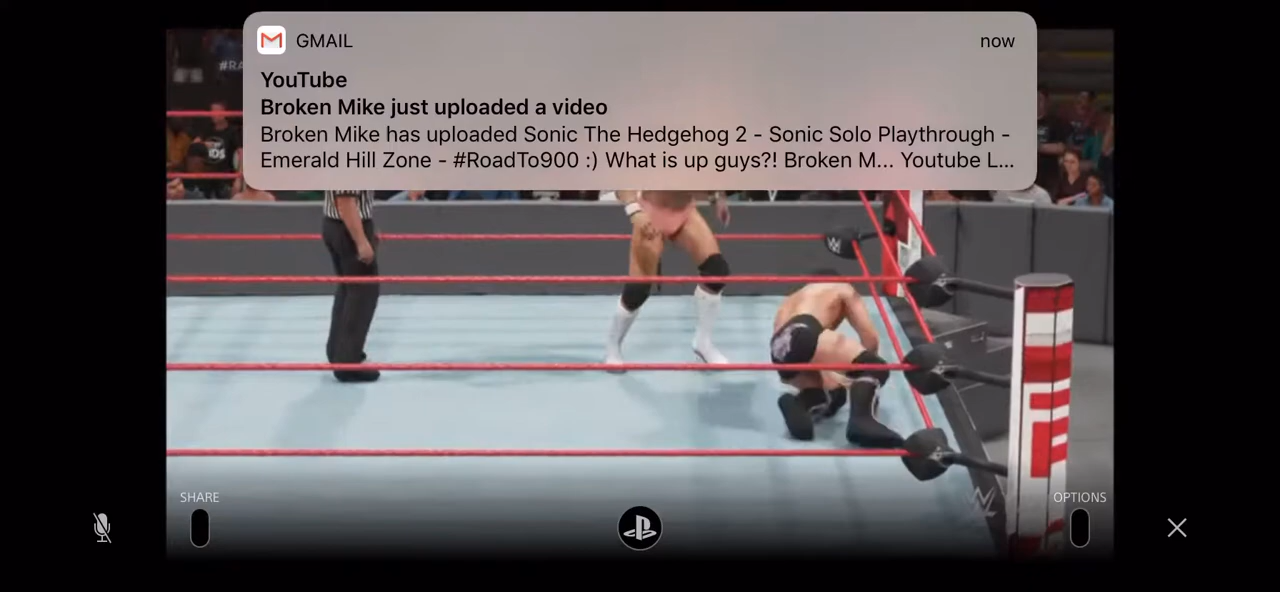 GMAIL
now
YouTube
Broken Mike just uploaded a video
Broken Mike has uploaded Sonic The Hedgehog 2 - Sonic Solo Playthrough -
Emerald Hill Zone - #RoadTo900 :) What is up guys?! Broken M... Youtube L...
#RA
SHARE
OPTIONS